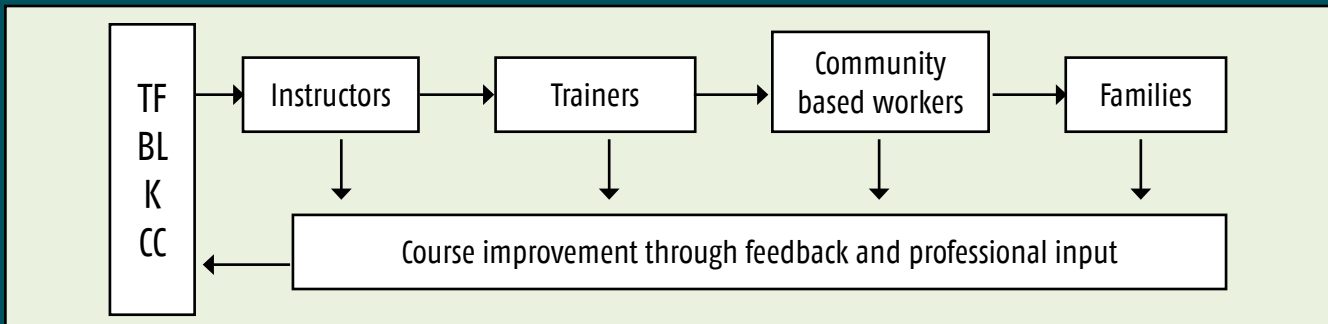 TF
BL
K
CC
Instructors
Trainers
Community
based workers
Families
Course improvement through feedback and professional input